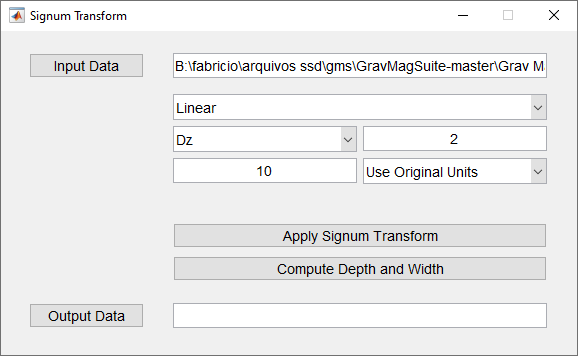 Signum Transform
Input Data B:\fabricio\arquivos ssd\gms\GravMagSuite-master\Grav M
Linear
Dz 2
10 Use Original Units
Apply Signum Transform
Compute Depth and Width
Output Data